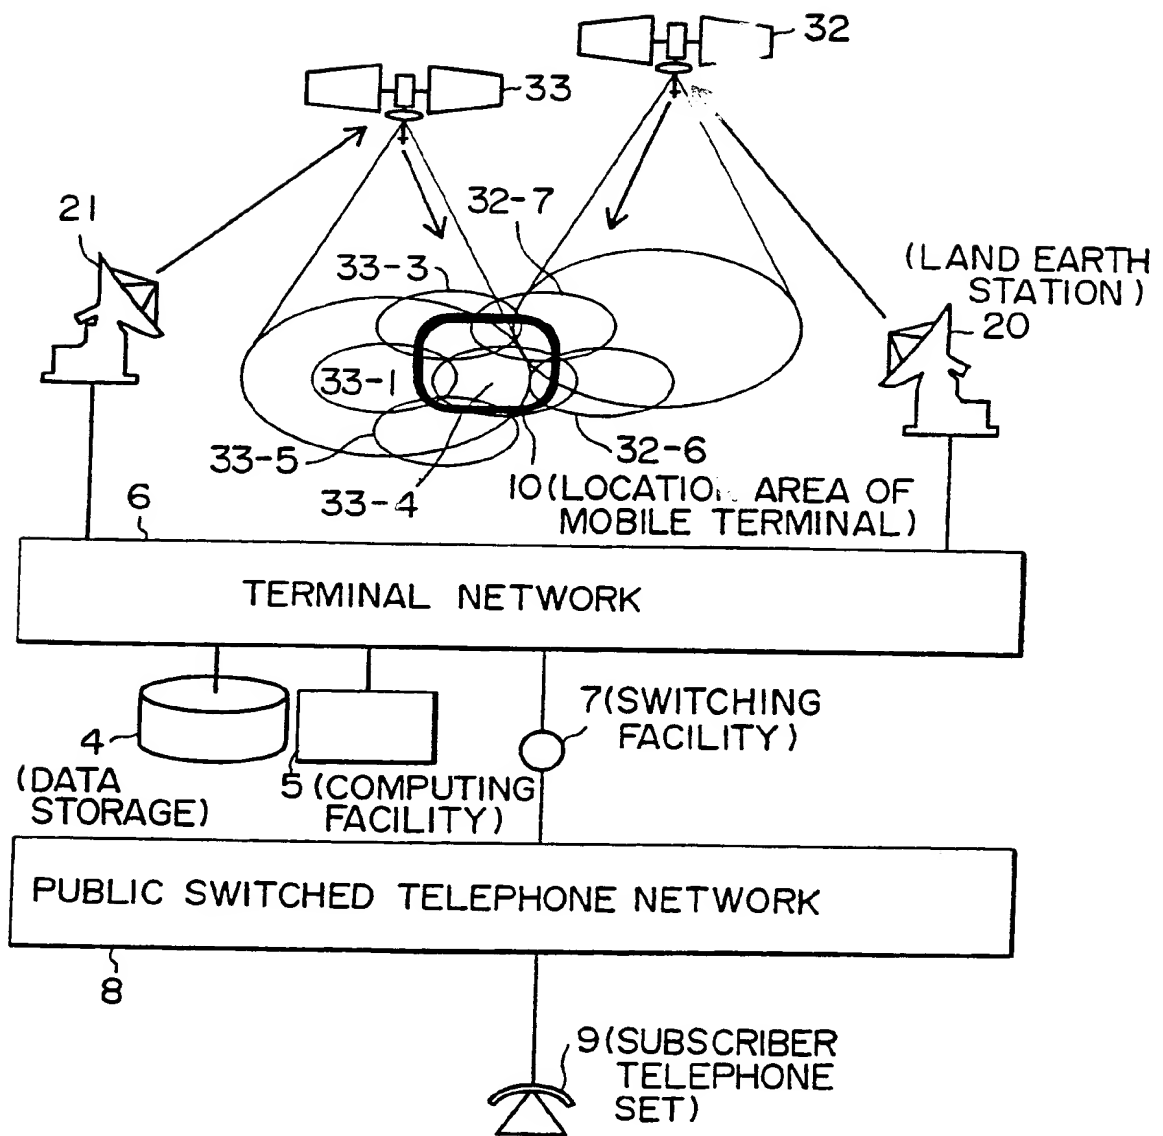 32
33
21
32-7
33-3
(LAND EARTH
STATION)
20
33-1
33-5
32-6
33-4
10(LOCATION AREA OF
MOBILE TERMINAL)
6
TERMINAL NETWORK
7(SWITCHING
FACILITY)
4
(DATA
STORAGE)
5(COMPUTING
FACILITY)
PUBLIC SWITCHED TELEPHONE NETWORK
8
9(SUBSCRIBER
TELEPHONE
SET)